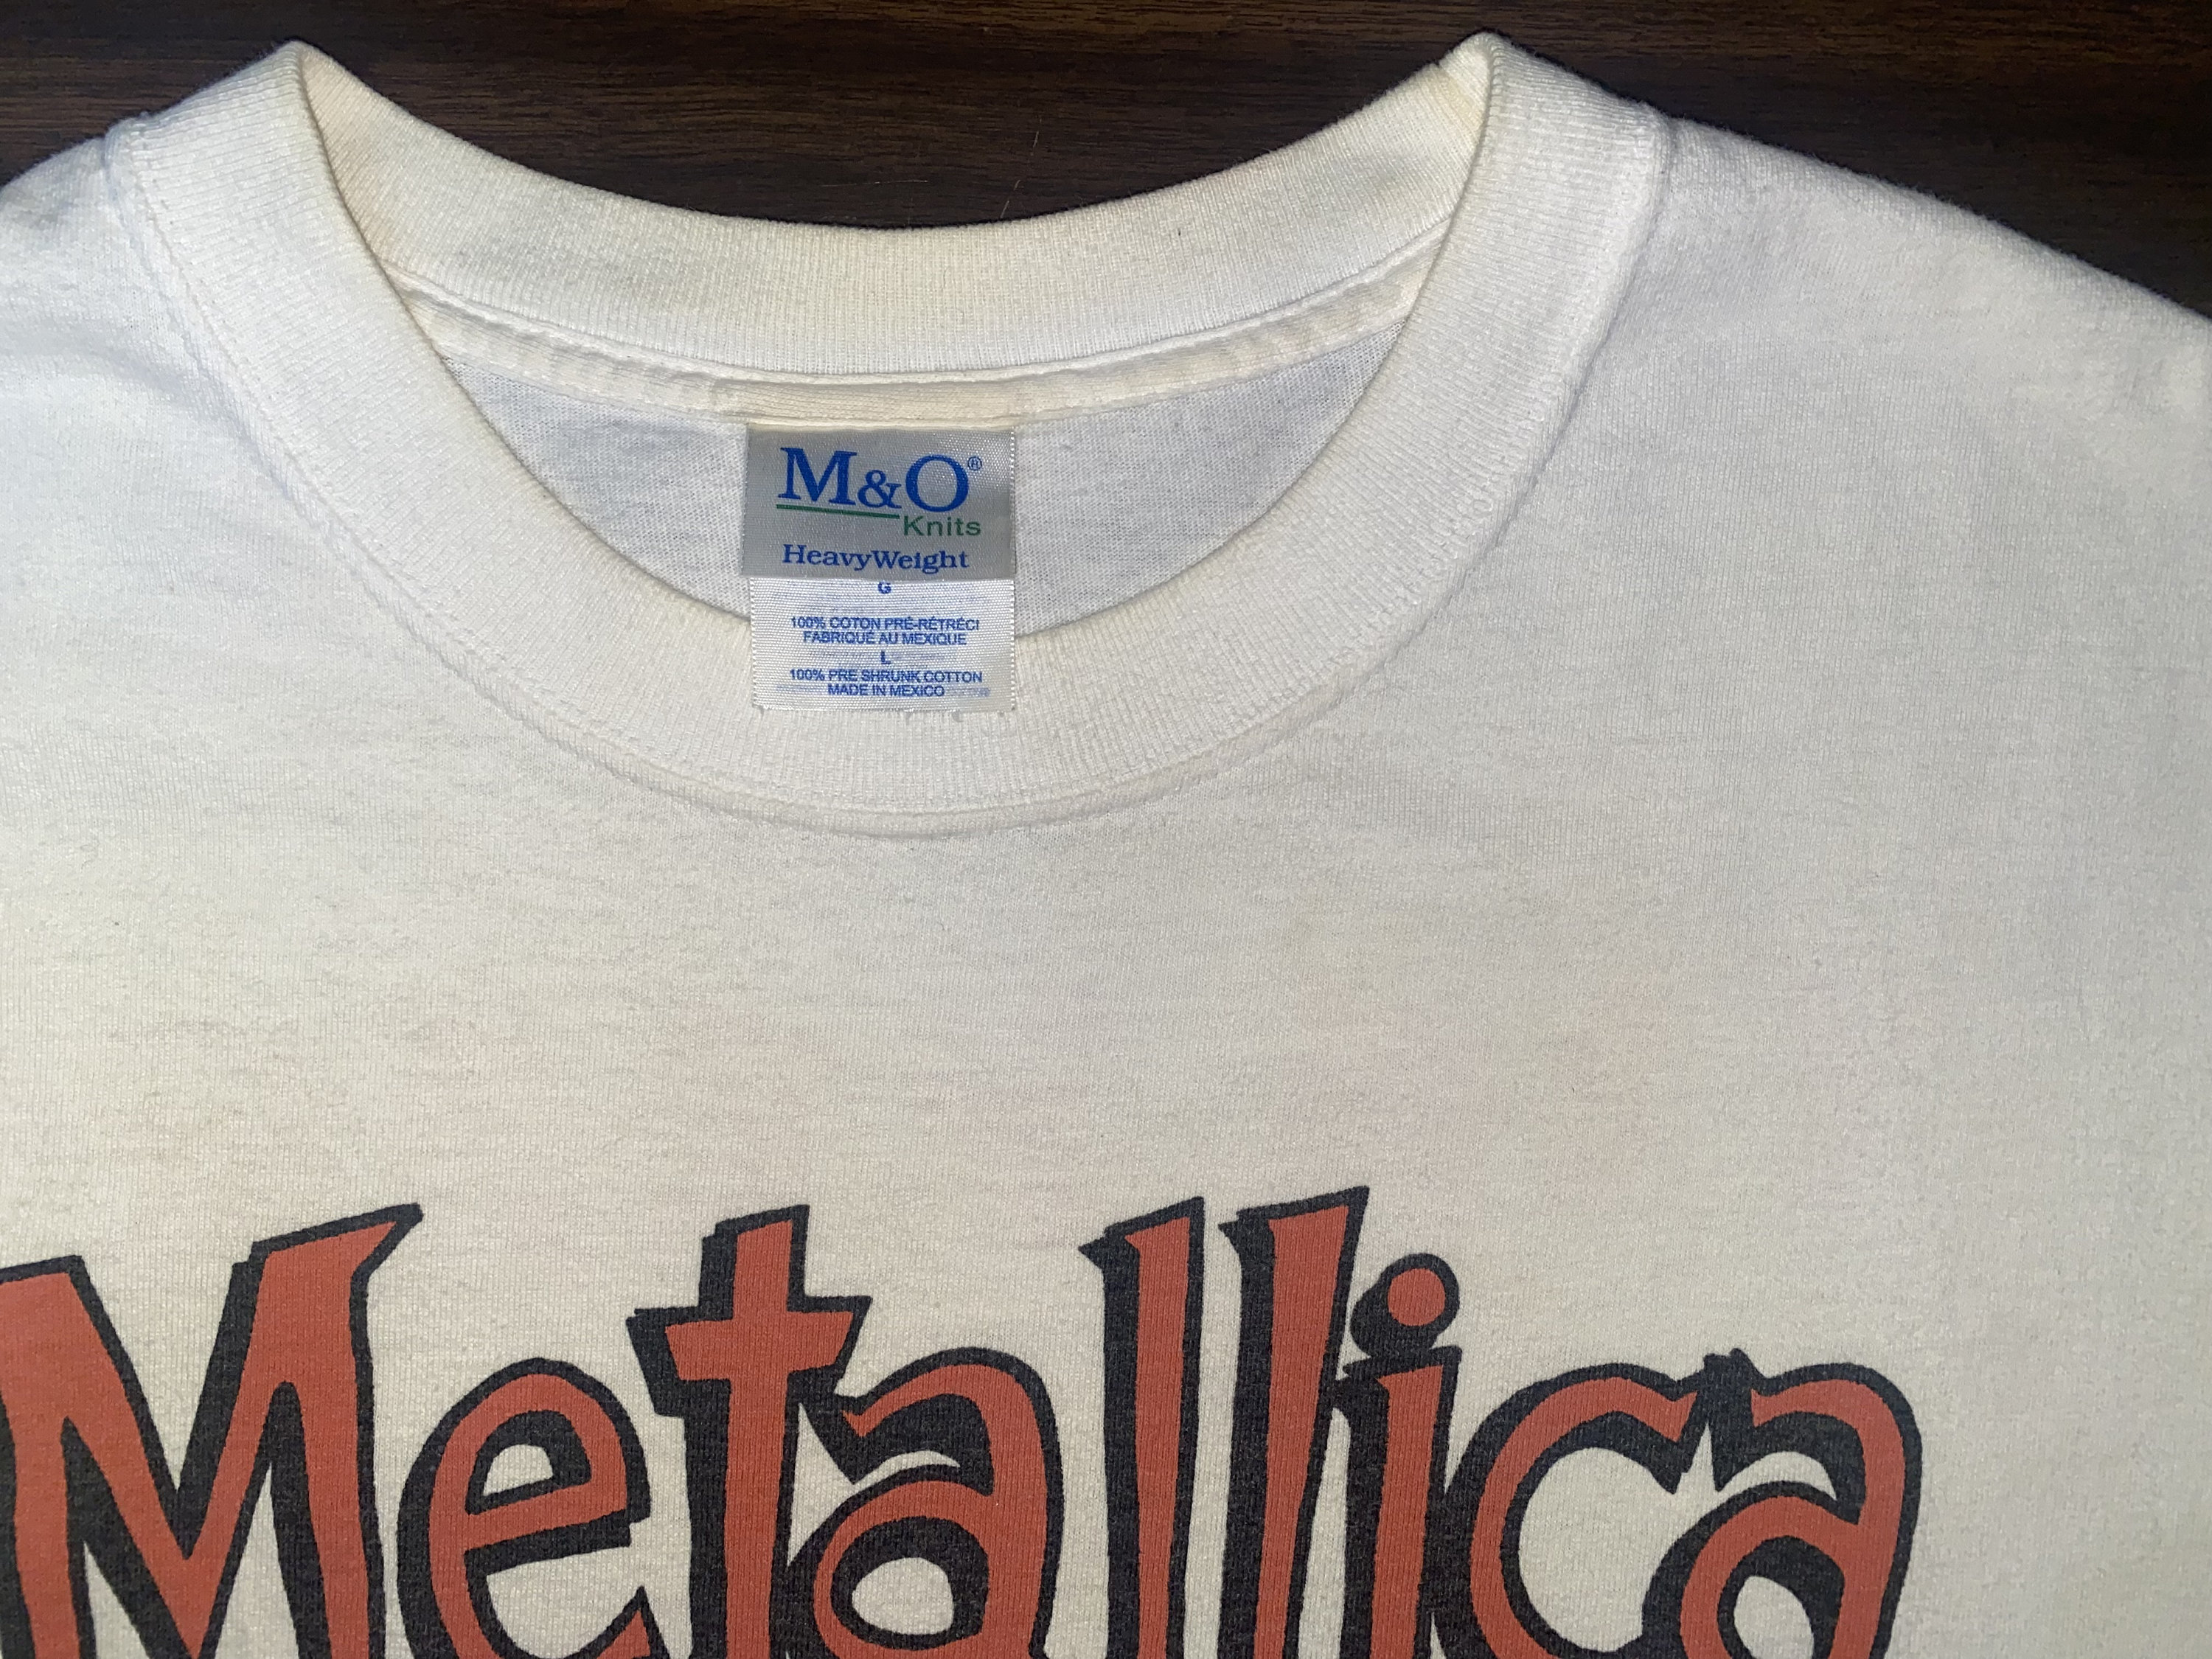 M&O®
Knits
HeavyWeight
G
100% COTON PRÉ-RÉTRÉCI
FABRIQUÉ AU MEXIQUE
L
100% PRE SHRUNK COTTON
MADE IN MEXICO
Metallica